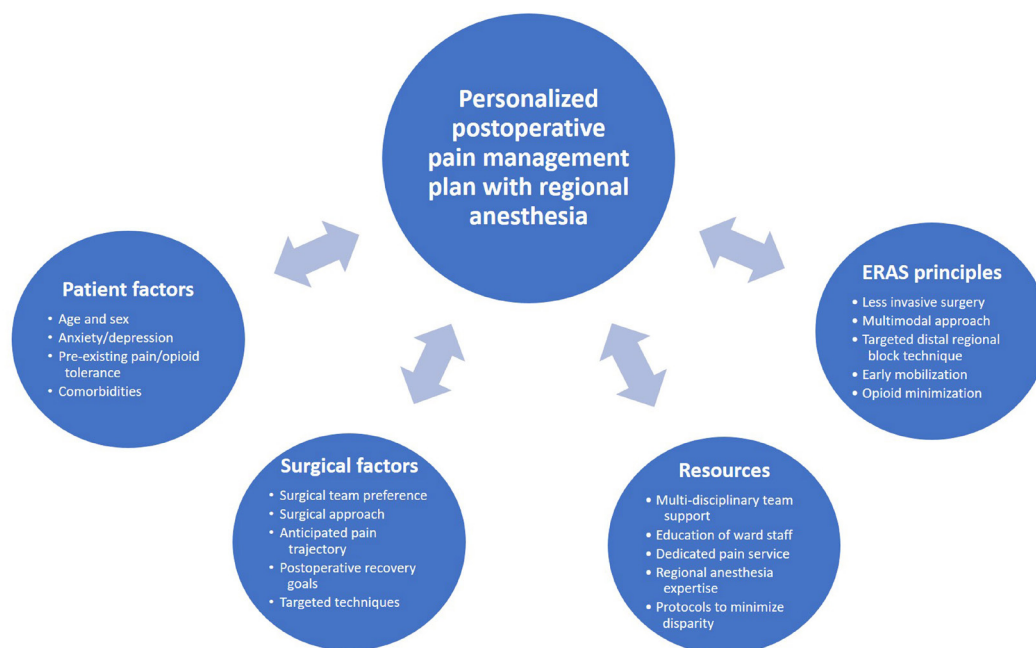 Personalized
postoperative
pain management
plan with regional
anesthesia
Patient factors
• Age and sex
• Anxiety/depression
• Pre-existing pain/opioid
tolerance
• Comorbidities
Surgical factors
• Surgical team preference
• Surgical approach
• Anticipated pain
trajectory
• Postoperative recovery
goals
• Targeted techniques
Resources
• Multi-disciplinary team
support
• Education of ward staff
• Dedicated pain service
• Regional anesthesia
expertise
• Protocols to minimize
disparity
ERAS principles
• Less invasive surgery
• Multimodal approach
• Targeted distal regional
block technique
• Early mobilization
• Opioid minimization